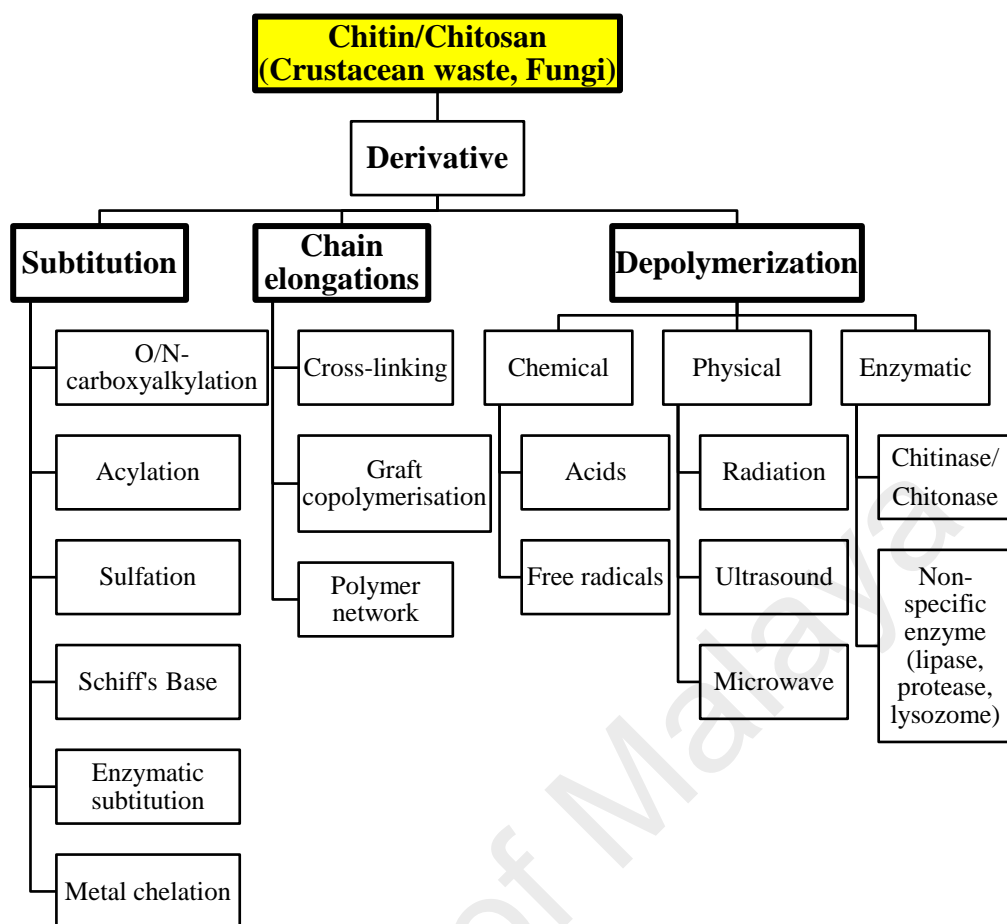 Chitin/Chitosan
(Crustacean waste, Fungi)
Derivative
Subtitution
O/N-
carboxyalkylation
Acylation
Sulfation
Schiff's Base
Enzymatic
subtitution
Metal chelation
Chain
elongations
Cross-linking
Graft
copolymerisation
Polymer
network
Depolymerization
Chemical
Acids
Free radicals
Physical
Radiation
Ultrasound
Microwave
Enzymatic
Chitinase/
Chitonase
Non-
specific
enzyme
(lipase,
protease,
lysozome)
of Malaya